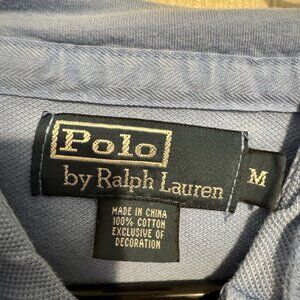 Polo
by Ralph Lauren
M
MADE IN CHINA
100% COTTON
EXCLUSIVE OF
DECORATION